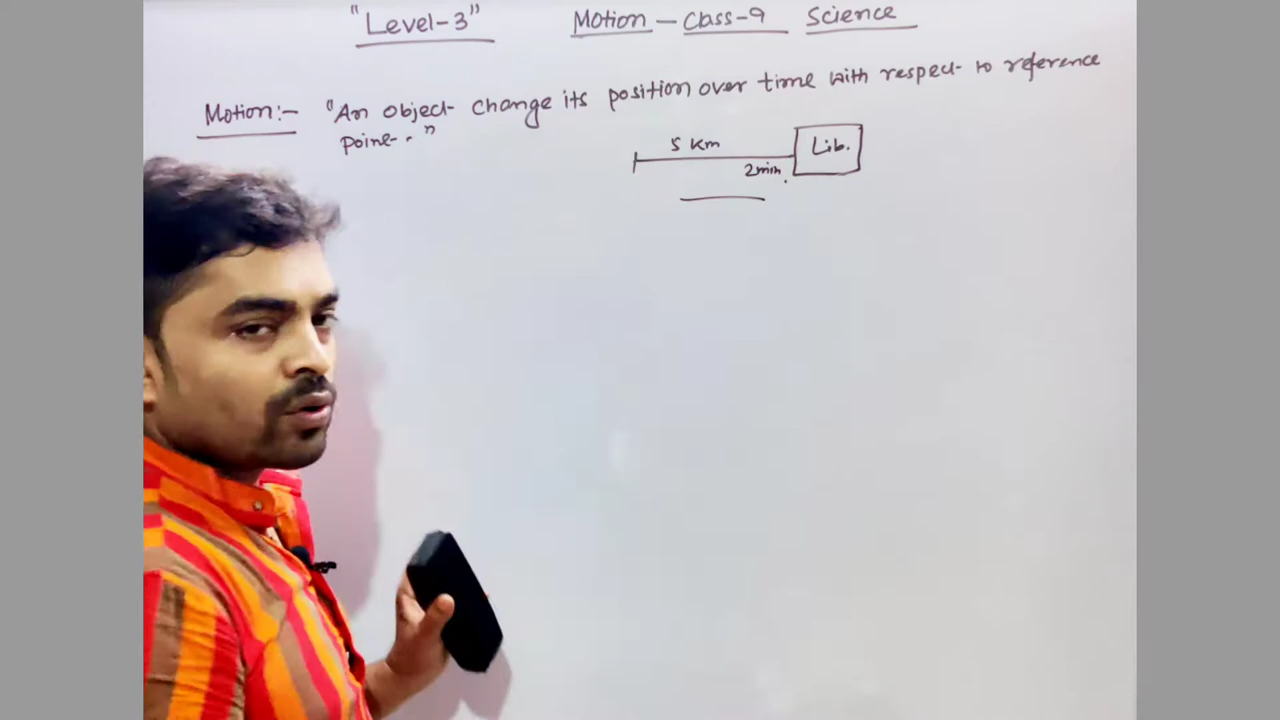 "Level-3" Motion - Class-9 Science
Motion:- "An object change its position over time with respect to reference
point.."
5 Km
Lib.
2min.